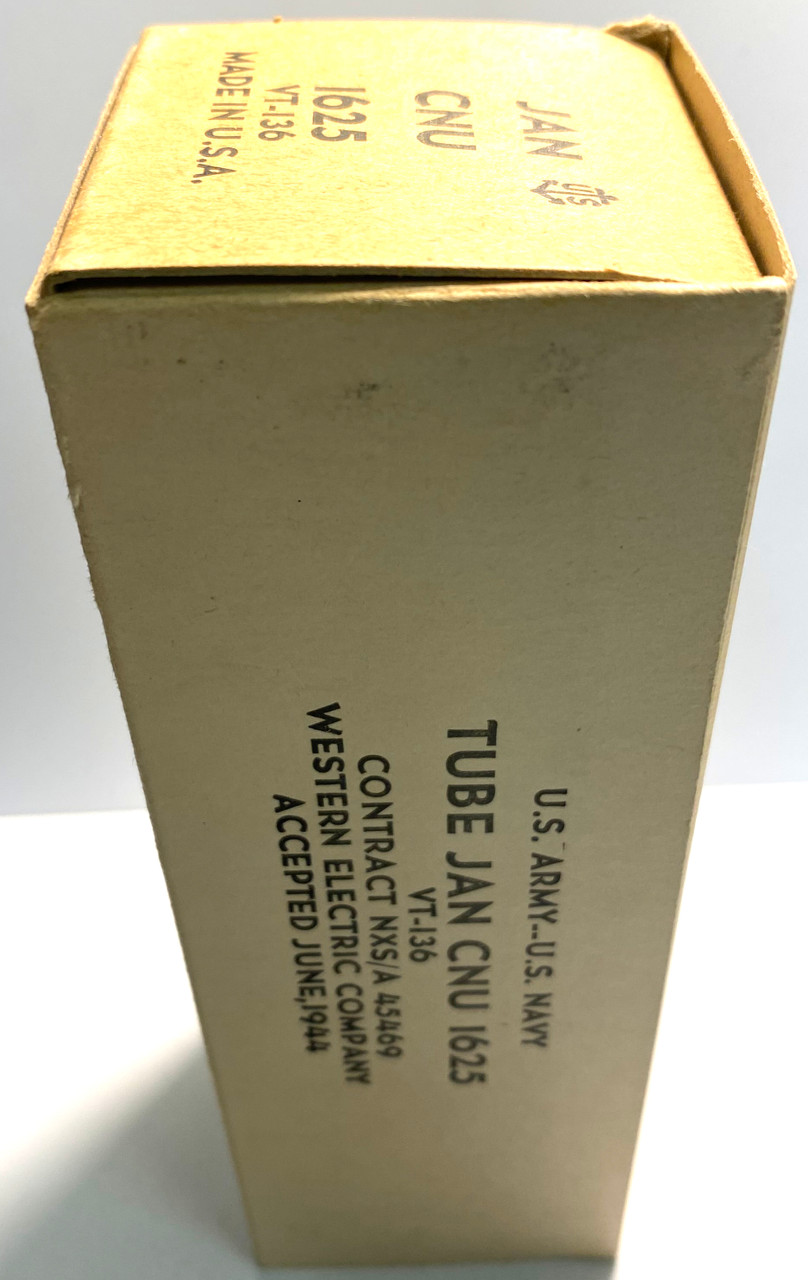 JAN US
CNU
1625
VT-136
MADE IN U.S.A.
U.S. ARMY--U.S. NAVY
TUBE JAN CNU 1625
VT-136
CONTRACT NXS/A 45469
WESTERN ELECTRIC COMPANY
ACCEPTED JUNE,1944